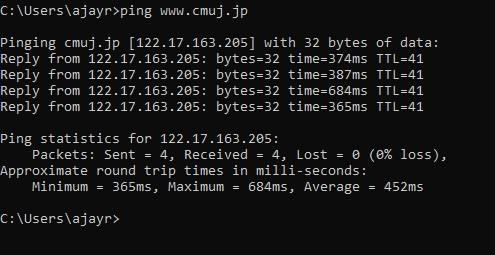 C:\Users\ajayr>ping www.cmuj.jp
Pinging cmuj.jp [122.17.163.205] with 32 bytes of data:
Reply from 122.17.163.205: bytes=32 time=374ms TTL=41
Reply from 122.17.163.205: bytes=32 time=387ms TTL=41
Reply from 122.17.163.205: bytes=32 time=684ms TTL=41
Reply from 122.17.163.205: bytes=32 time=365ms TTL=41
Ping statistics for 122.17.163.205:
    Packets: Sent = 4, Received = 4, Lost = 0 (0% loss),
Approximate round trip times in milli-seconds:
    Minimum = 365ms, Maximum = 684ms, Average = 452ms
C:\Users\ajayr>